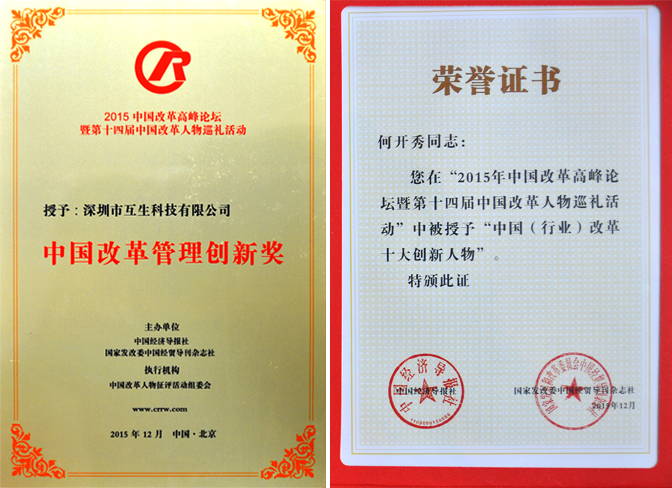 2015 中国改革高峰论坛
暨第十四届中国改革人物巡礼活动
授予：深圳市互生科技有限公司
中国改革管理创新奖
主办单位
中国经济导报社
国家发改委中国经贸导刊杂志社
执行机构
中国改革人物征评活动组委会
www.crrw.com
2015 年 12 月 中国·北京
荣誉证书
何开秀同志：
您在“2015年中国改革高峰论
坛暨第十四届中国改革人物巡礼活
动”中被授予“中国（行业）改革
十大创新人物”。
特颁此证
中国经济导报社
中国经济导报社
国家发改委中国经贸导刊杂志社
2015年12月